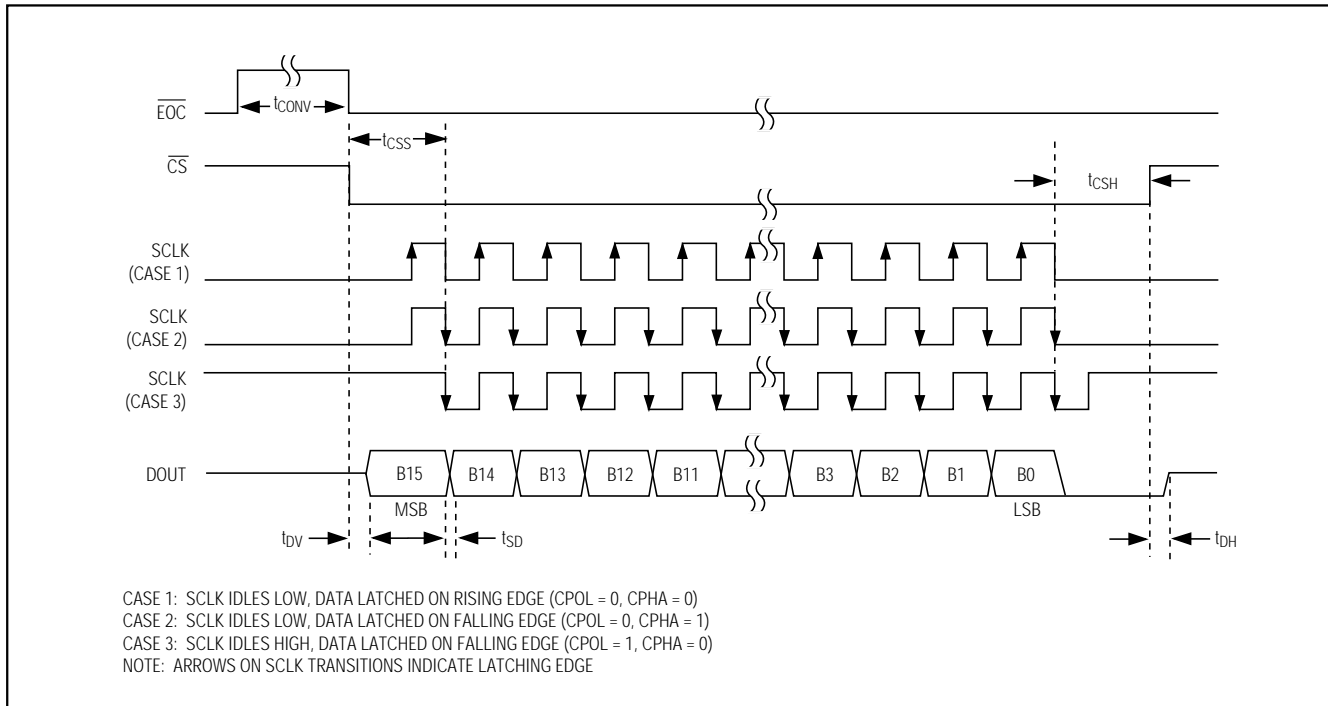 EOC
tCONV
tCSS
CS
tCSH
SCLK
(CASE 1)
SCLK
(CASE 2)
SCLK
(CASE 3)
DOUT
B15
B14
B13
B12
B11
B3
B2
B1
B0
MSB
LSB
tDV
tSD
tDH
CASE 1: SCLK IDLES LOW, DATA LATCHED ON RISING EDGE (CPOL = 0, CPHA = 0)
CASE 2: SCLK IDLES LOW, DATA LATCHED ON FALLING EDGE (CPOL = 0, CPHA = 1)
CASE 3: SCLK IDLES HIGH, DATA LATCHED ON FALLING EDGE (CPOL = 1, CPHA = 0)
NOTE: ARROWS ON SCLK TRANSITIONS INDICATE LATCHING EDGE